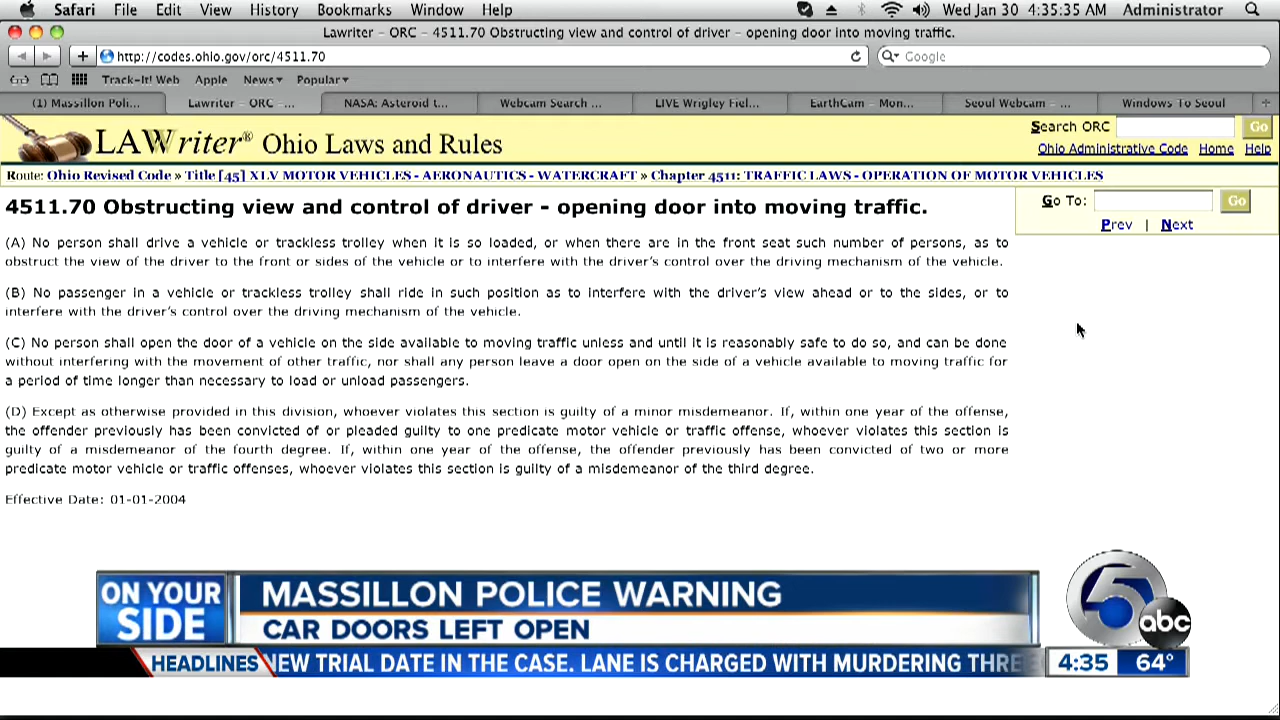 Safari File Edit View History Bookmarks Window Help Wed Jan 30 4:35:35 AM Administrator
Lawriter – ORC – 4511.70 Obstructing view and control of driver – opening door into moving traffic.
http://codes.ohio.gov/orc/4511.70 Google
Track-It! Web Apple News Popular
(1) Massillon Poli... Lawriter – ORC – ... NASA: Asteroid t... Webcam Search ... LIVE Wrigley Fiel... EarthCam – Mon... Seoul Webcam – ... Windows To Seoul
LAWriter® Ohio Laws and Rules
Search ORC Go
Ohio Administrative Code Home Help
Route: Ohio Revised Code » Title [45] XLV MOTOR VEHICLES - AERONAUTICS - WATERCRAFT » Chapter 4511: TRAFFIC LAWS - OPERATION OF MOTOR VEHICLES
Go To: Go
Prev | Next
4511.70 Obstructing view and control of driver - opening door into moving traffic.
(A) No person shall drive a vehicle or trackless trolley when it is so loaded, or when there are in the front seat such number of persons, as to
obstruct the view of the driver to the front or sides of the vehicle or to interfere with the driver's control over the driving mechanism of the vehicle.
(B) No passenger in a vehicle or trackless trolley shall ride in such position as to interfere with the driver's view ahead or to the sides, or to
interfere with the driver's control over the driving mechanism of the vehicle.
(C) No person shall open the door of a vehicle on the side available to moving traffic unless and until it is reasonably safe to do so, and can be done
without interfering with the movement of other traffic, nor shall any person leave a door open on the side of a vehicle available to moving traffic for
a period of time longer than necessary to load or unload passengers.
(D) Except as otherwise provided in this division, whoever violates this section is guilty of a minor misdemeanor. If, within one year of the offense,
the offender previously has been convicted of or pleaded guilty to one predicate motor vehicle or traffic offense, whoever violates this section is
guilty of a misdemeanor of the fourth degree. If, within one year of the offense, the offender previously has been convicted of two or more
predicate motor vehicle or traffic offenses, whoever violates this section is guilty of a misdemeanor of the third degree.
Effective Date: 01-01-2004
ON YOUR
SIDE
MASSILLON POLICE WARNING
CAR DOORS LEFT OPEN
5 abc
HEADLINES NEW TRIAL DATE IN THE CASE. LANE IS CHARGED WITH MURDERING THRE
4:35 64°